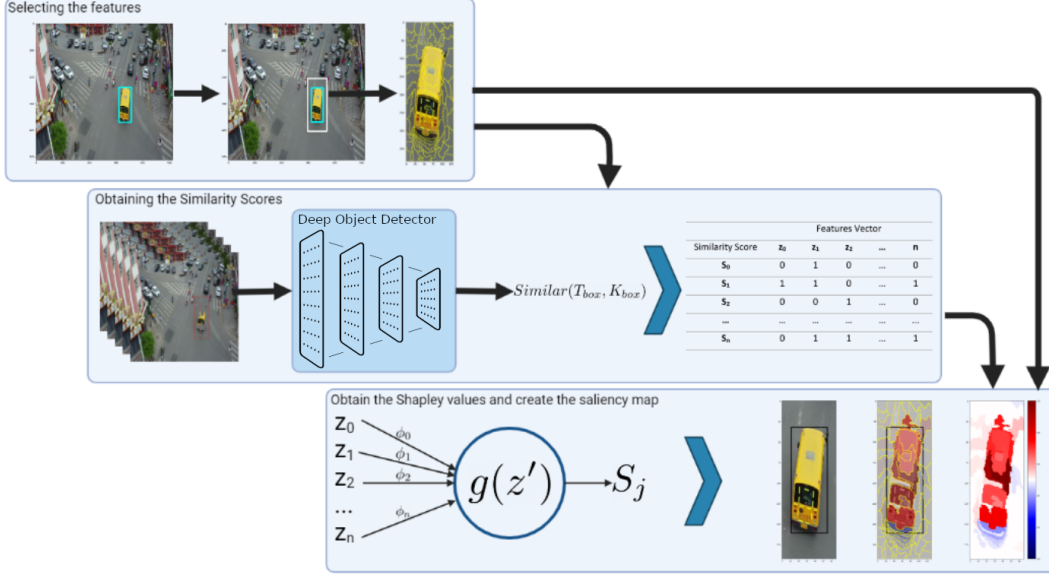 Selecting the features
Obtaining the Similarity Scores
Deep Object Detector
Similar(T_box, K_box)
Features Vector
Similarity Score z₀ z₁ z₂ ... n
S₀ 0 1 0 ... 0
S₁ 1 1 0 ... 1
S₂ 0 0 1 ... 0
... ... ... ... ... ...
Sₙ 0 1 1 ... 1
Obtain the Shapley values and create the saliency map
z₀ ϕ₀
z₁ ϕ₁
z₂ ϕ₂
...
zₙ ϕₙ
g(z′)
Sⱼ